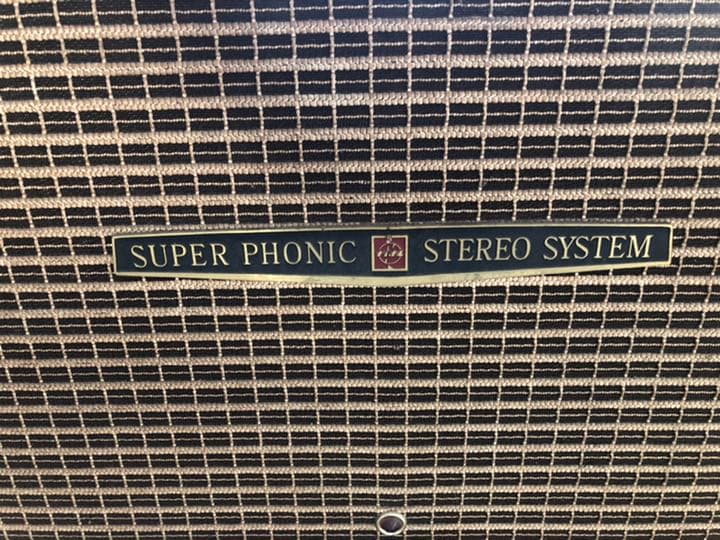 SUPER PHONIC STEREO SYSTEM